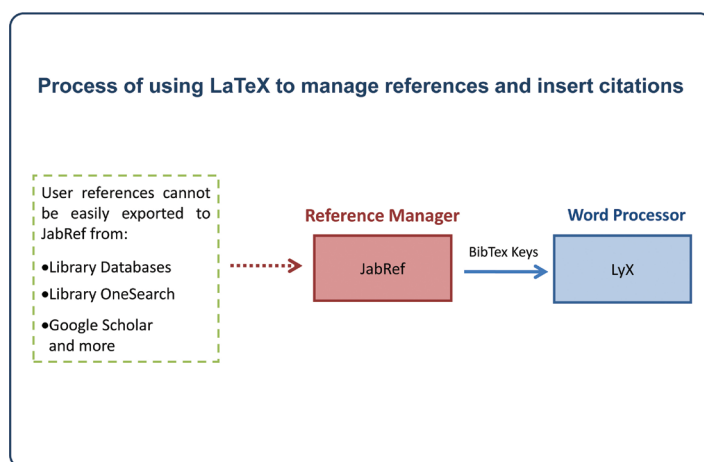 Process of using LaTeX to manage references and insert citations
User references cannot
be easily exported to
JabRef from:
•Library Databases
•Library OneSearch
•Google Scholar
and more
Reference Manager
JabRef
BibTex Keys
Word Processor
LyX